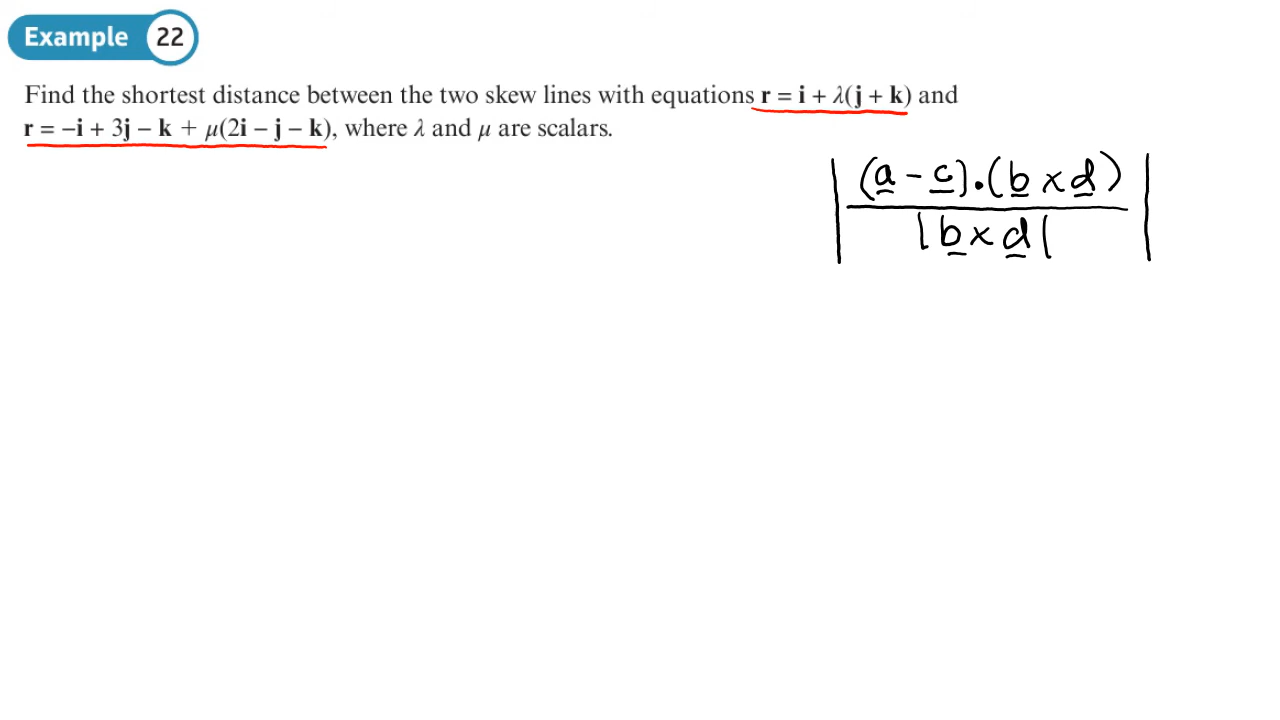 Example 22
Find the shortest distance between the two skew lines with equations r = i + λ(j + k) and
r = −i + 3j − k + μ(2i − j − k), where λ and μ are scalars.
| (a − c).(b × d) |
| |b × d| |